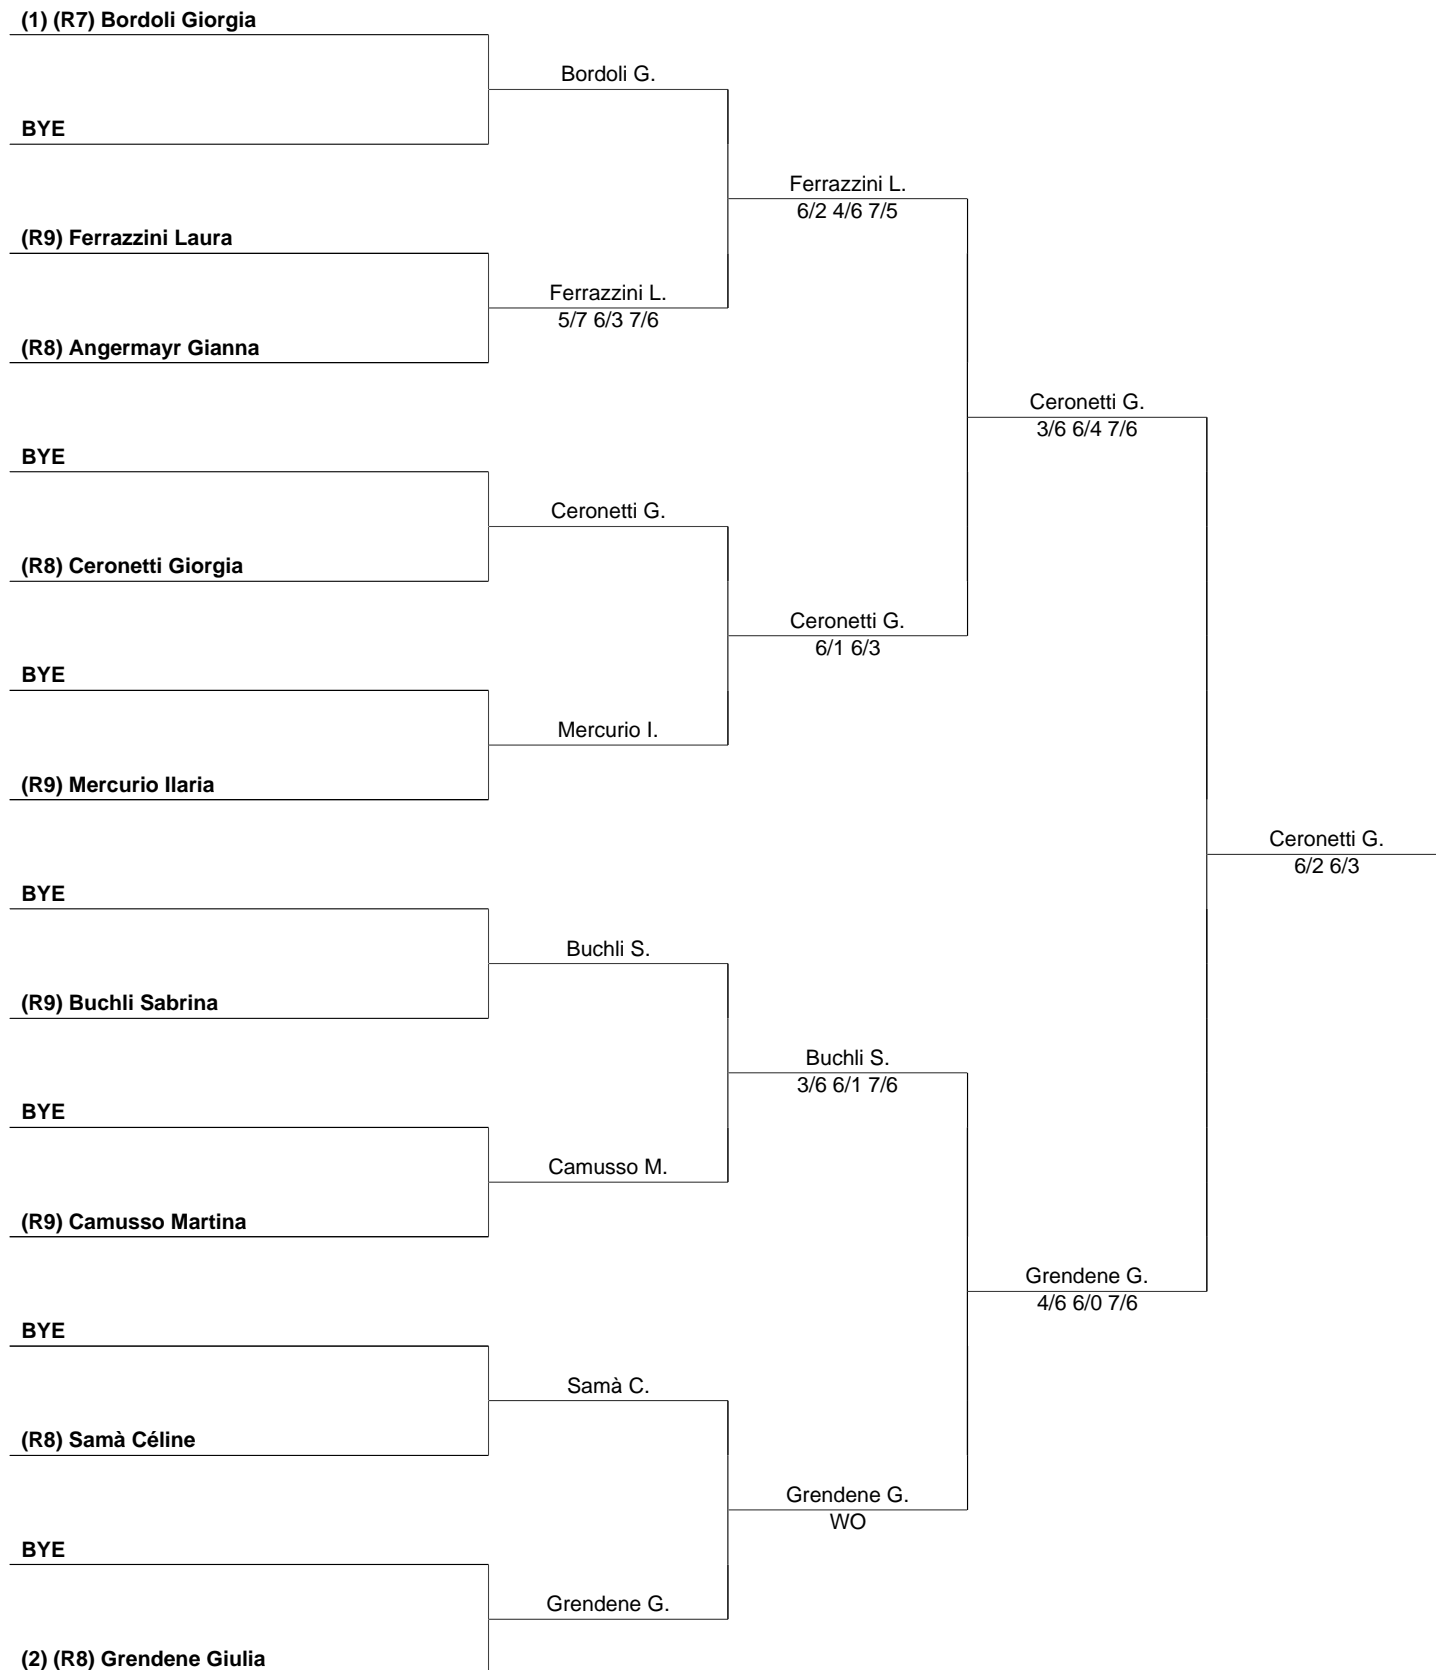 (1) (R7) Bordoli Giorgia
Bordoli G.
BYE
Ferrazzini L.
6/2 4/6 7/5
(R9) Ferrazzini Laura
Ferrazzini L.
5/7 6/3 7/6
(R8) Angermayr Gianna
Ceronetti G.
3/6 6/4 7/6
BYE
Ceronetti G.
(R8) Ceronetti Giorgia
Ceronetti G.
6/1 6/3
BYE
Mercurio I.
(R9) Mercurio Ilaria
Ceronetti G.
6/2 6/3
BYE
Buchli S.
(R9) Buchli Sabrina
Buchli S.
3/6 6/1 7/6
BYE
Camusso M.
(R9) Camusso Martina
Grendene G.
4/6 6/0 7/6
BYE
Samà C.
(R8) Samà Céline
Grendene G.
WO
BYE
Grendene G.
(2) (R8) Grendene Giulia